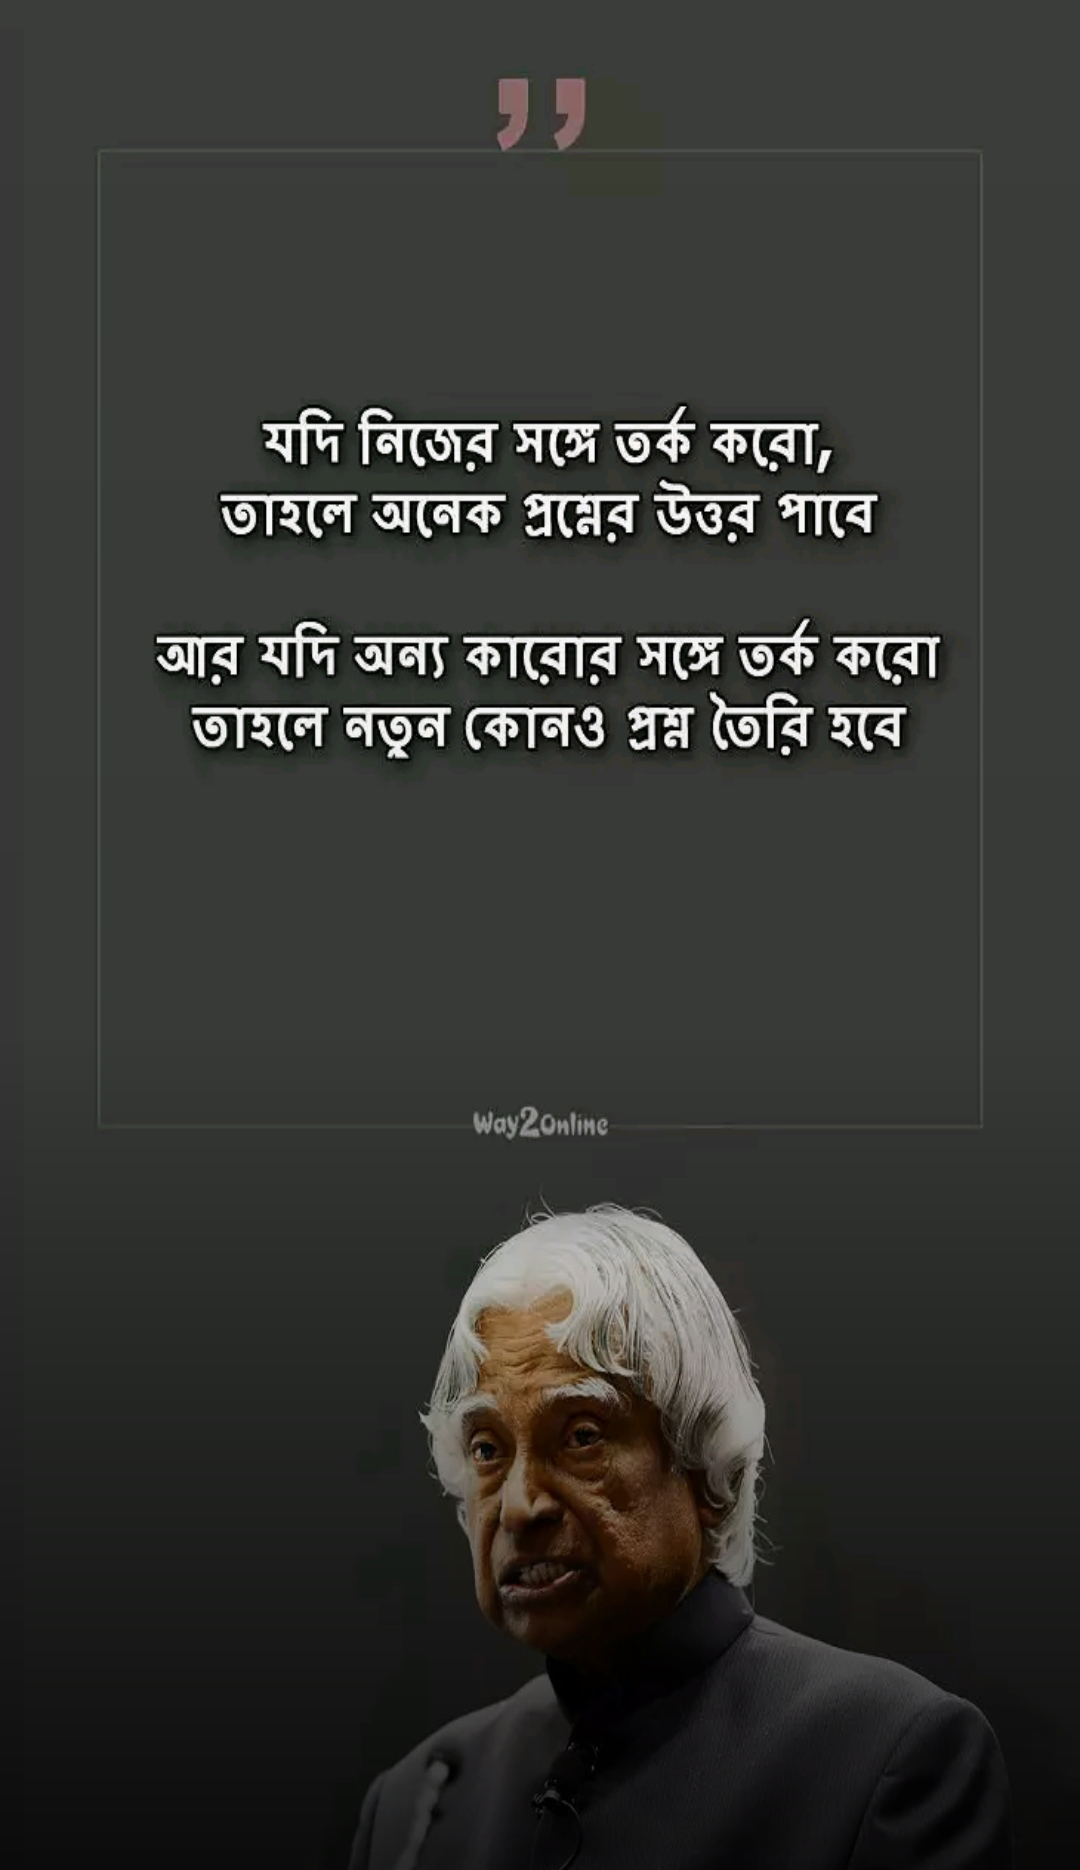 যদি নিজের সঙ্গে তর্ক করো,
তাহলে অনেক প্রশ্নের উত্তর পাবে
আর যদি অন্য কারোর সঙ্গে তর্ক করো
তাহলে নতুন কোনও প্রশ্ন তৈরি হবে
Way2Online